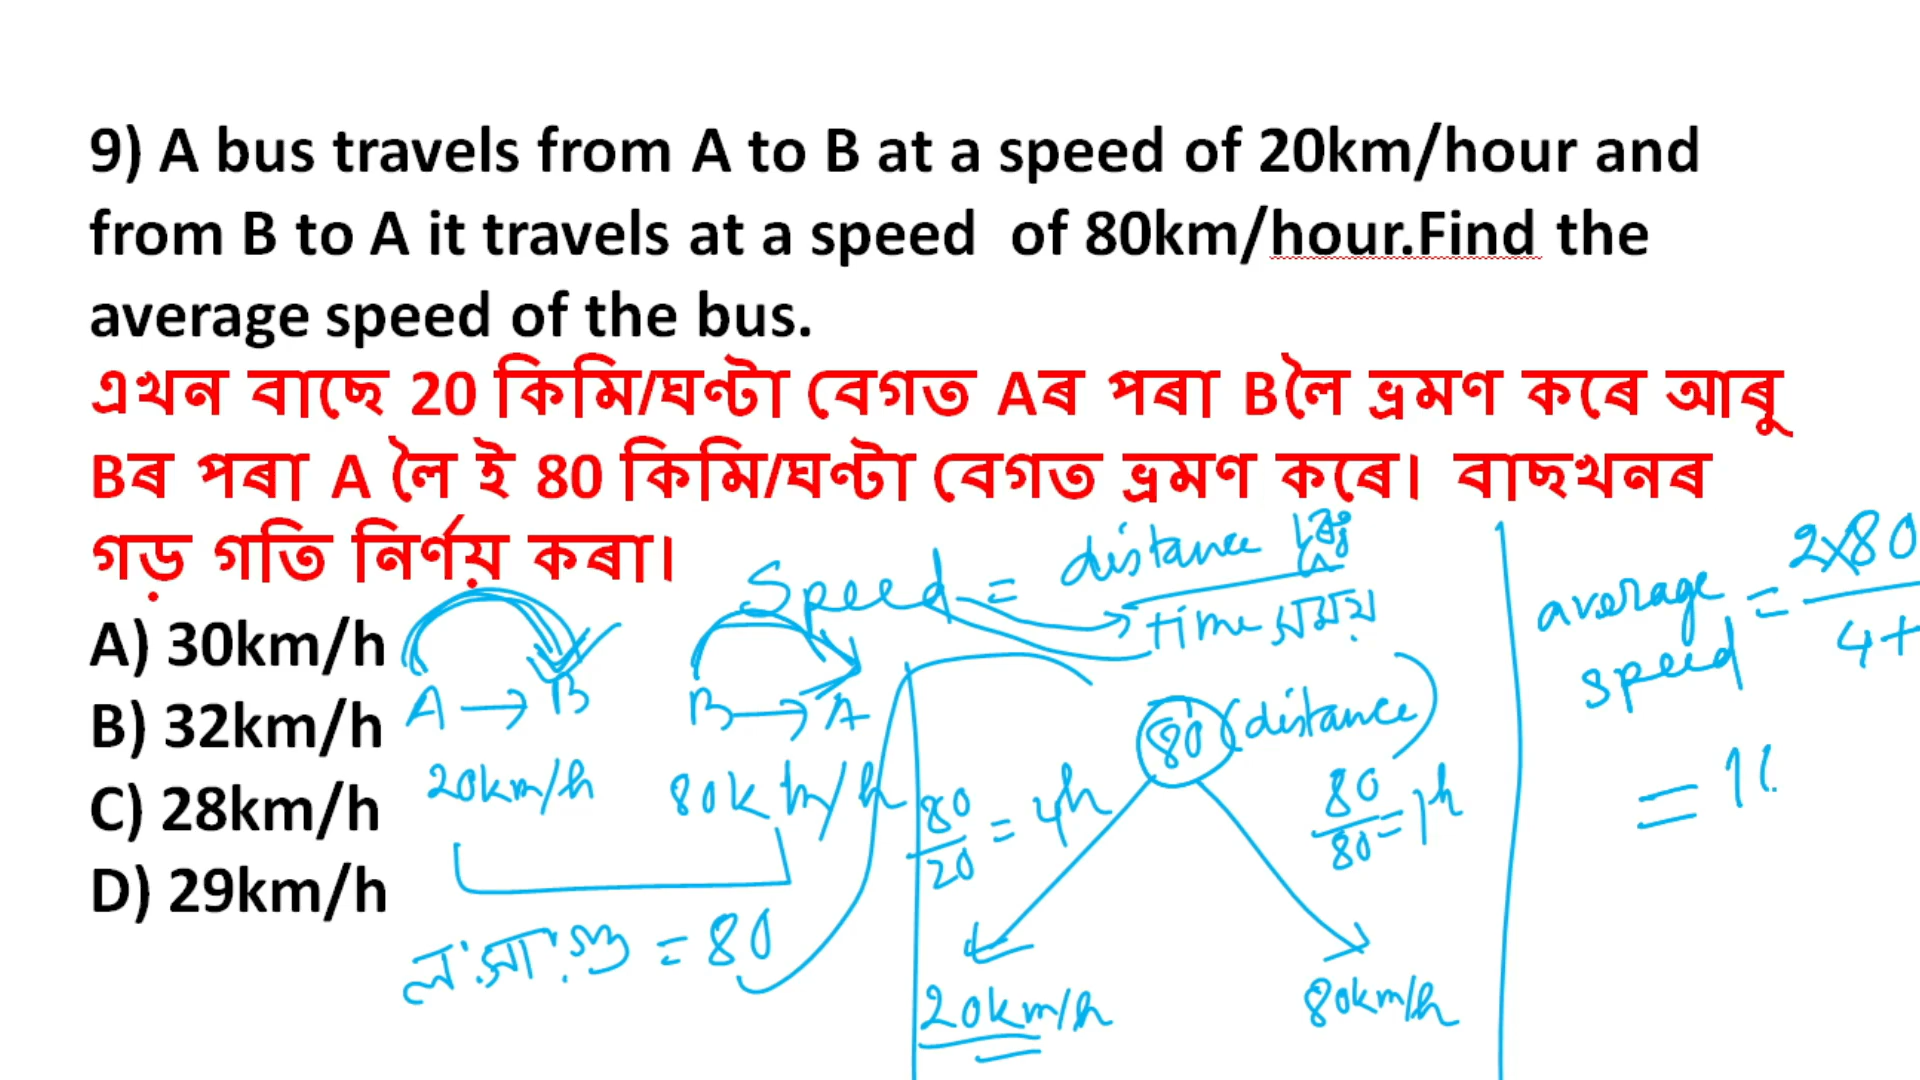 9) A bus travels from A to B at a speed of 20km/hour and
from B to A it travels at a speed of 80km/hour.Find the
average speed of the bus.
এখন বাছে 20 কিমি/ঘণ্টা বেগত Aৰ পৰা Bলৈ ভ্ৰমণ কৰে আৰু
Bৰ পৰা A লৈ ই 80 কিমি/ঘণ্টা বেগত ভ্ৰমণ কৰে। বাছখনৰ
গড় গতি নিৰ্ণয় কৰা।
A) 30km/h
B) 32km/h
C) 28km/h
D) 29km/h
A → B
20km/h
B → A
80km/h
ল.সা.গু = 80
Speed = distance
time সময়
80 (distance)
80/20 = 4h
80/80 = 1h
20km/h
80km/h
average speed = 2×80
4+
=